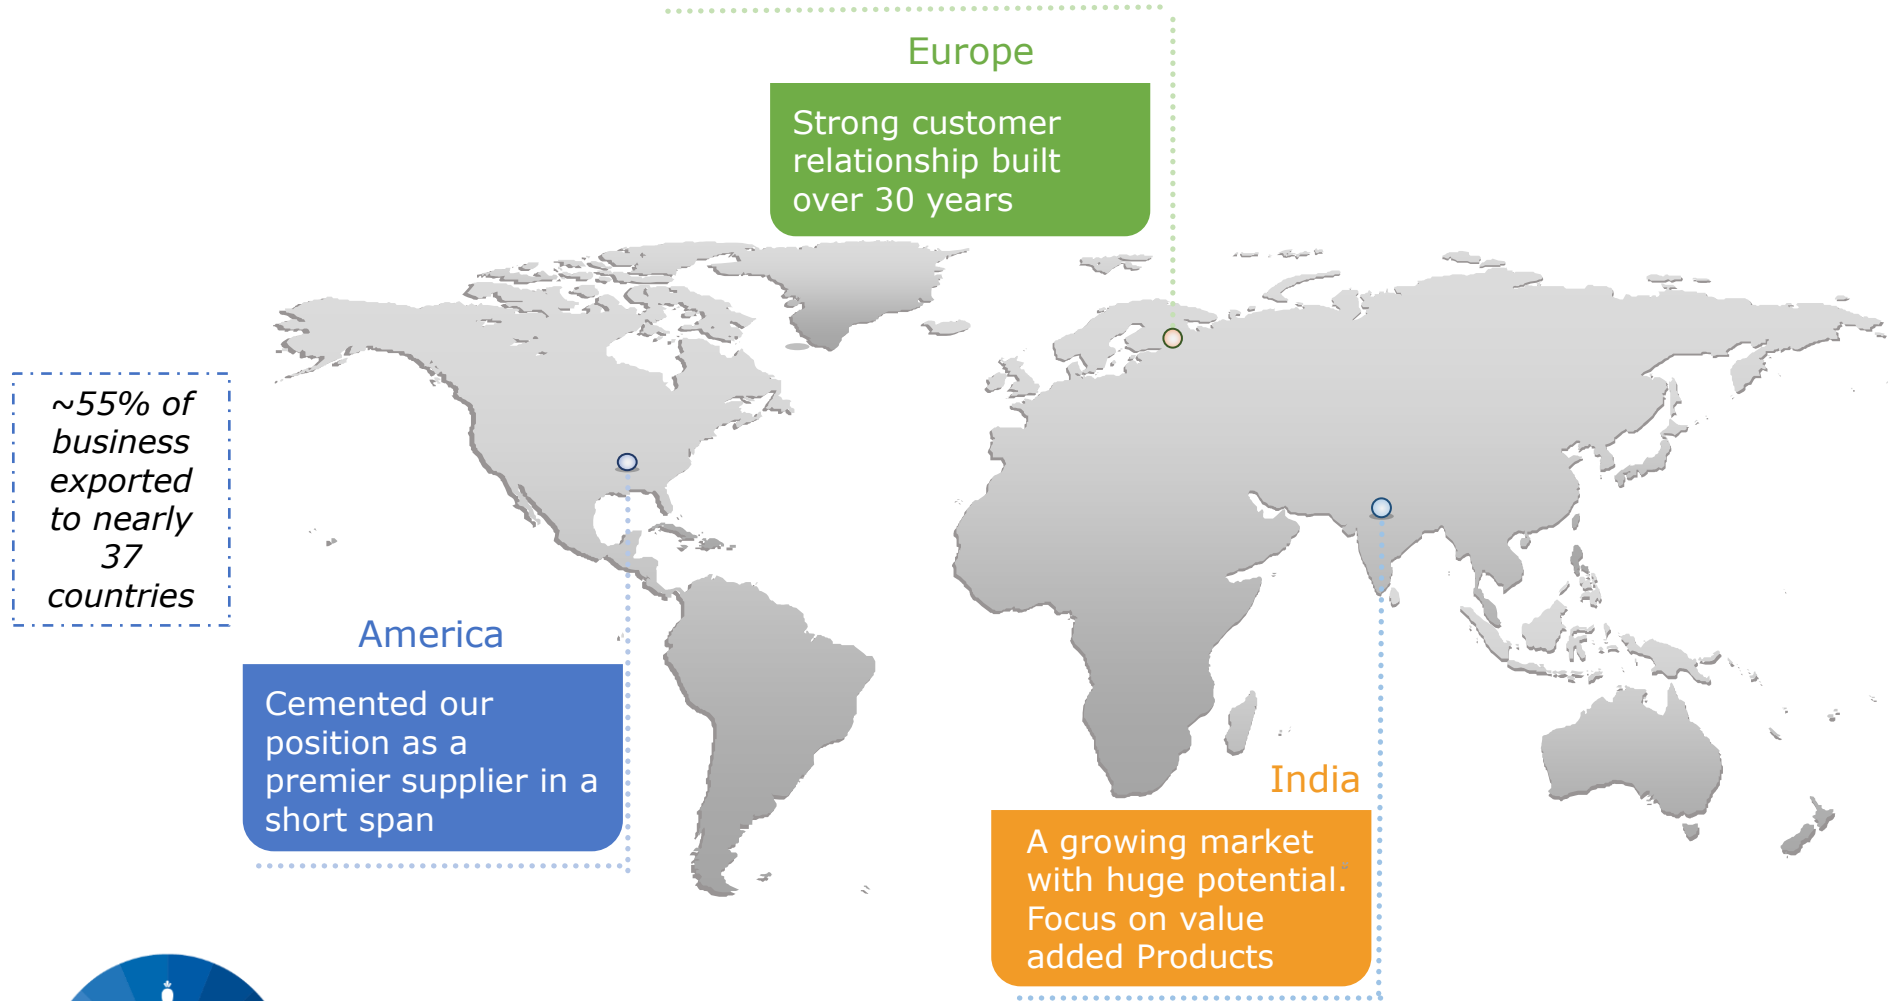 Europe
Strong customer
relationship built
over 30 years
~55% of
business
exported
to nearly
37
countries
America
Cemented our
position as a
premier supplier in a
short span
India
A growing market
with huge potential.
Focus on value
added Products